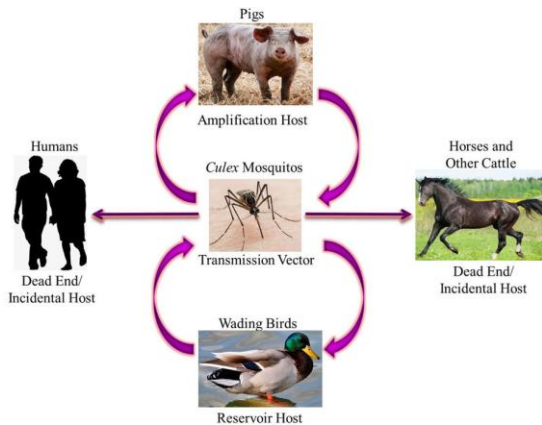 Pigs
Amplification Host
Humans
Dead End/
Incidental Host
Culex Mosquitos
Transmission Vector
Horses and
Other Cattle
Dead End/
Incidental Host
Wading Birds
Reservoir Host